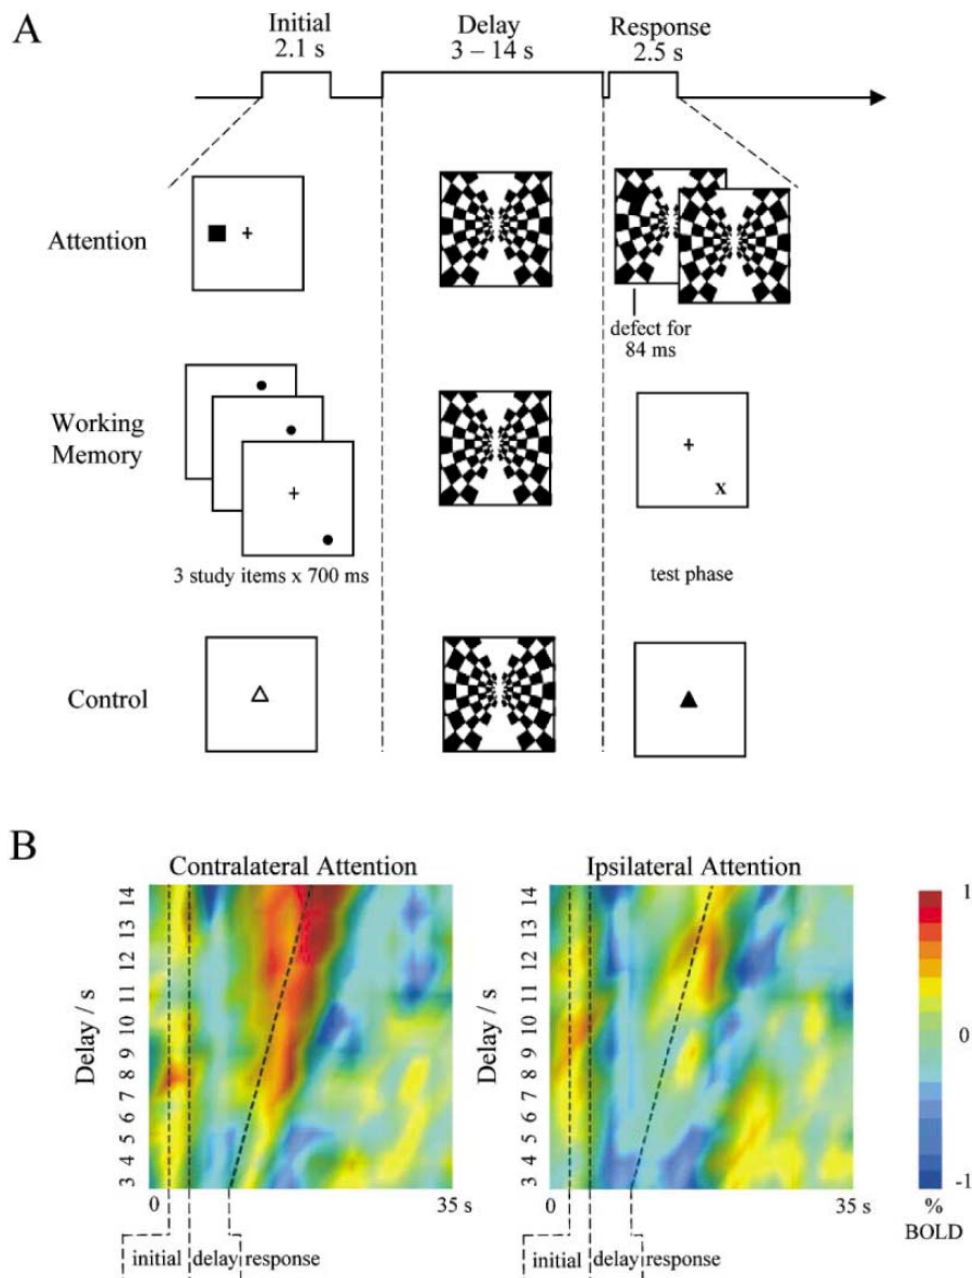 A
Initial
2.1 s
Delay
3 – 14 s
Response
2.5 s
Attention
defect for
84 ms
Working
Memory
x
3 study items x 700 ms
test phase
Control
B
Contralateral Attention
Ipsilateral Attention
Delay / s
14
13
12
11
10
9
8
7
6
5
4
3
0
35 s
initial
delay
response
Delay / s
14
13
12
11
10
9
8
7
6
5
4
3
0
35 s
initial
delay
response
1
0
-1
%
BOLD